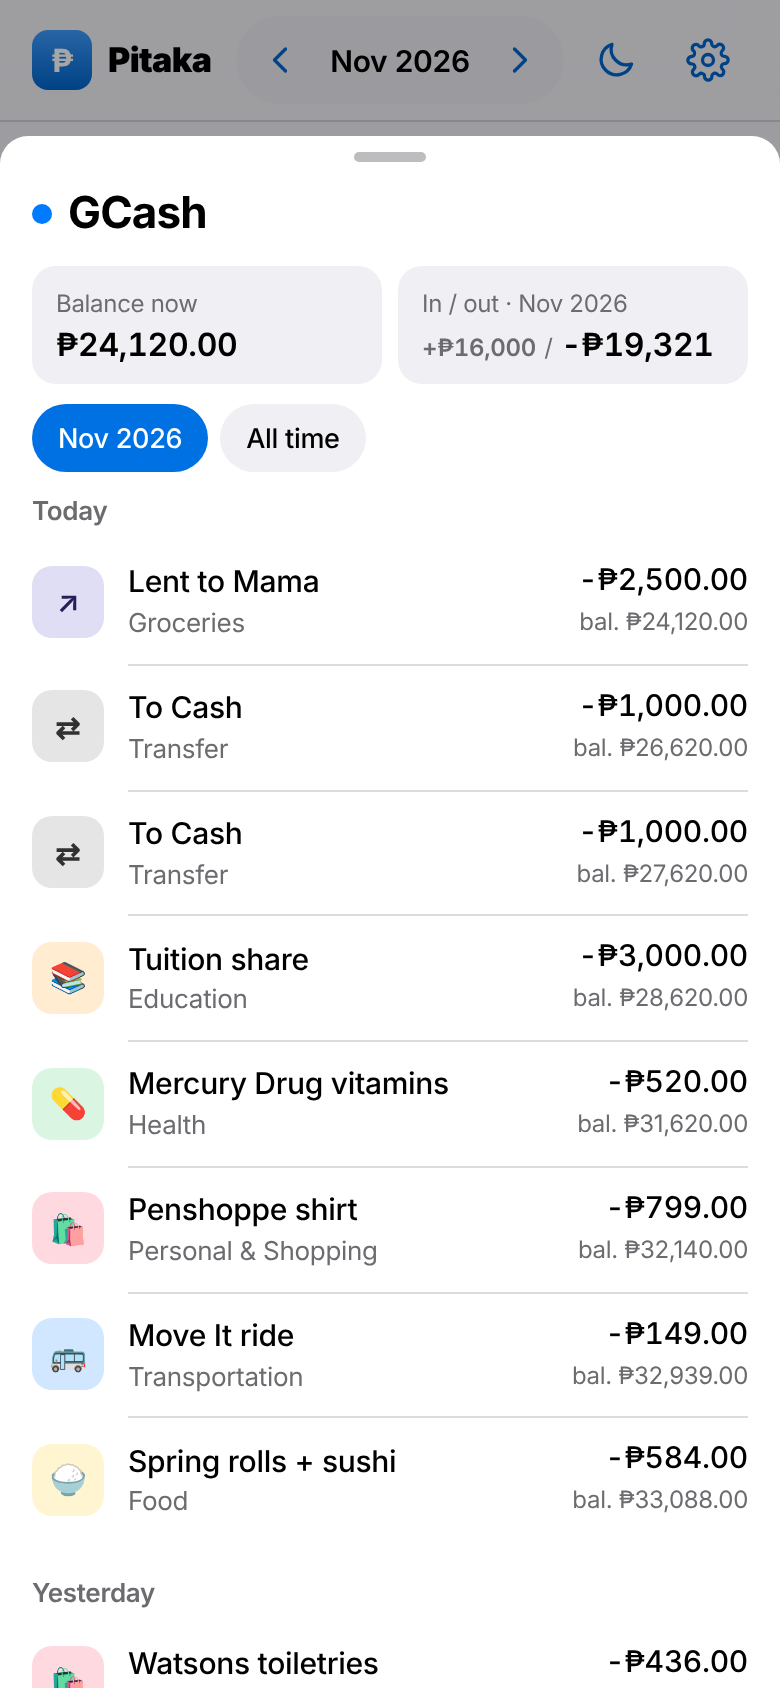 ₱ Pitaka
Nov 2026
GCash
Balance now
₱24,120.00
In / out · Nov 2026
+₱16,000 / -₱19,321
Nov 2026
All time
Today
Lent to Mama
-₱2,500.00
Groceries
bal. ₱24,120.00
To Cash
-₱1,000.00
Transfer
bal. ₱26,620.00
To Cash
-₱1,000.00
Transfer
bal. ₱27,620.00
Tuition share
-₱3,000.00
Education
bal. ₱28,620.00
Mercury Drug vitamins
-₱520.00
Health
bal. ₱31,620.00
Penshoppe shirt
-₱799.00
Personal & Shopping
bal. ₱32,140.00
Move It ride
-₱149.00
Transportation
bal. ₱32,939.00
Spring rolls + sushi
-₱584.00
Food
bal. ₱33,088.00
Yesterday
Watsons toiletries
-₱436.00